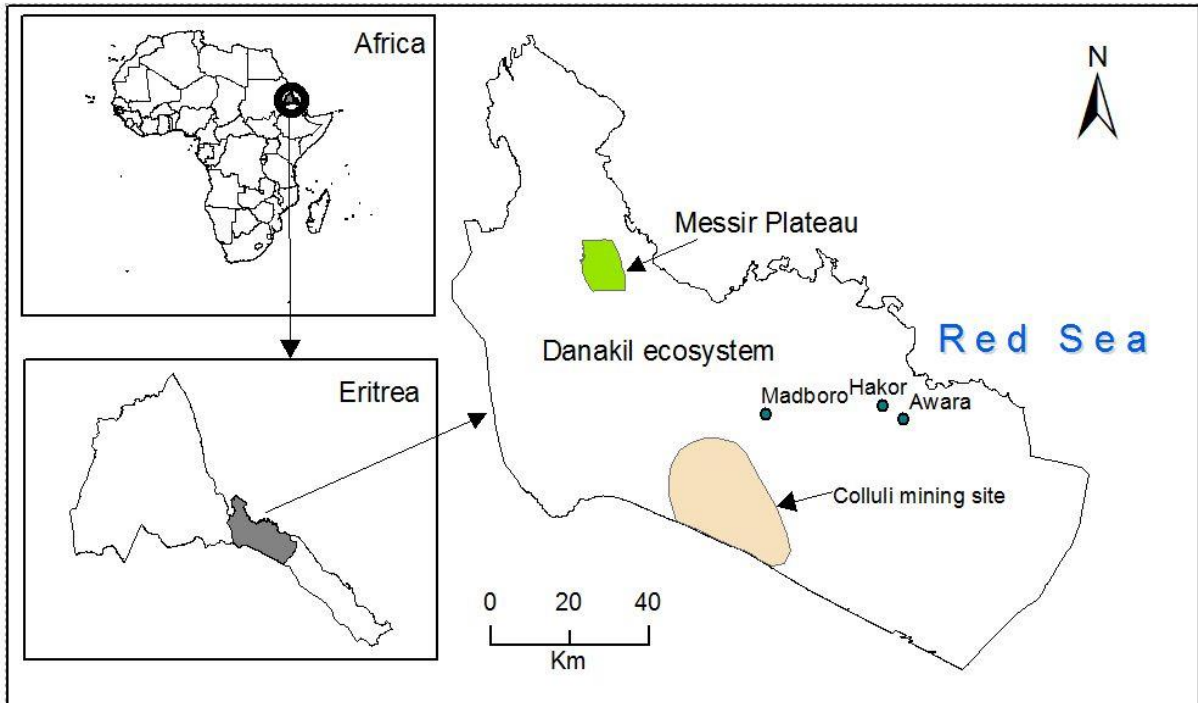 Africa
Eritrea
N
Messir Plateau
Red Sea
Danakil ecosystem
Madboro
Hakor
Awara
Colluli mining site
0 20 40
Km